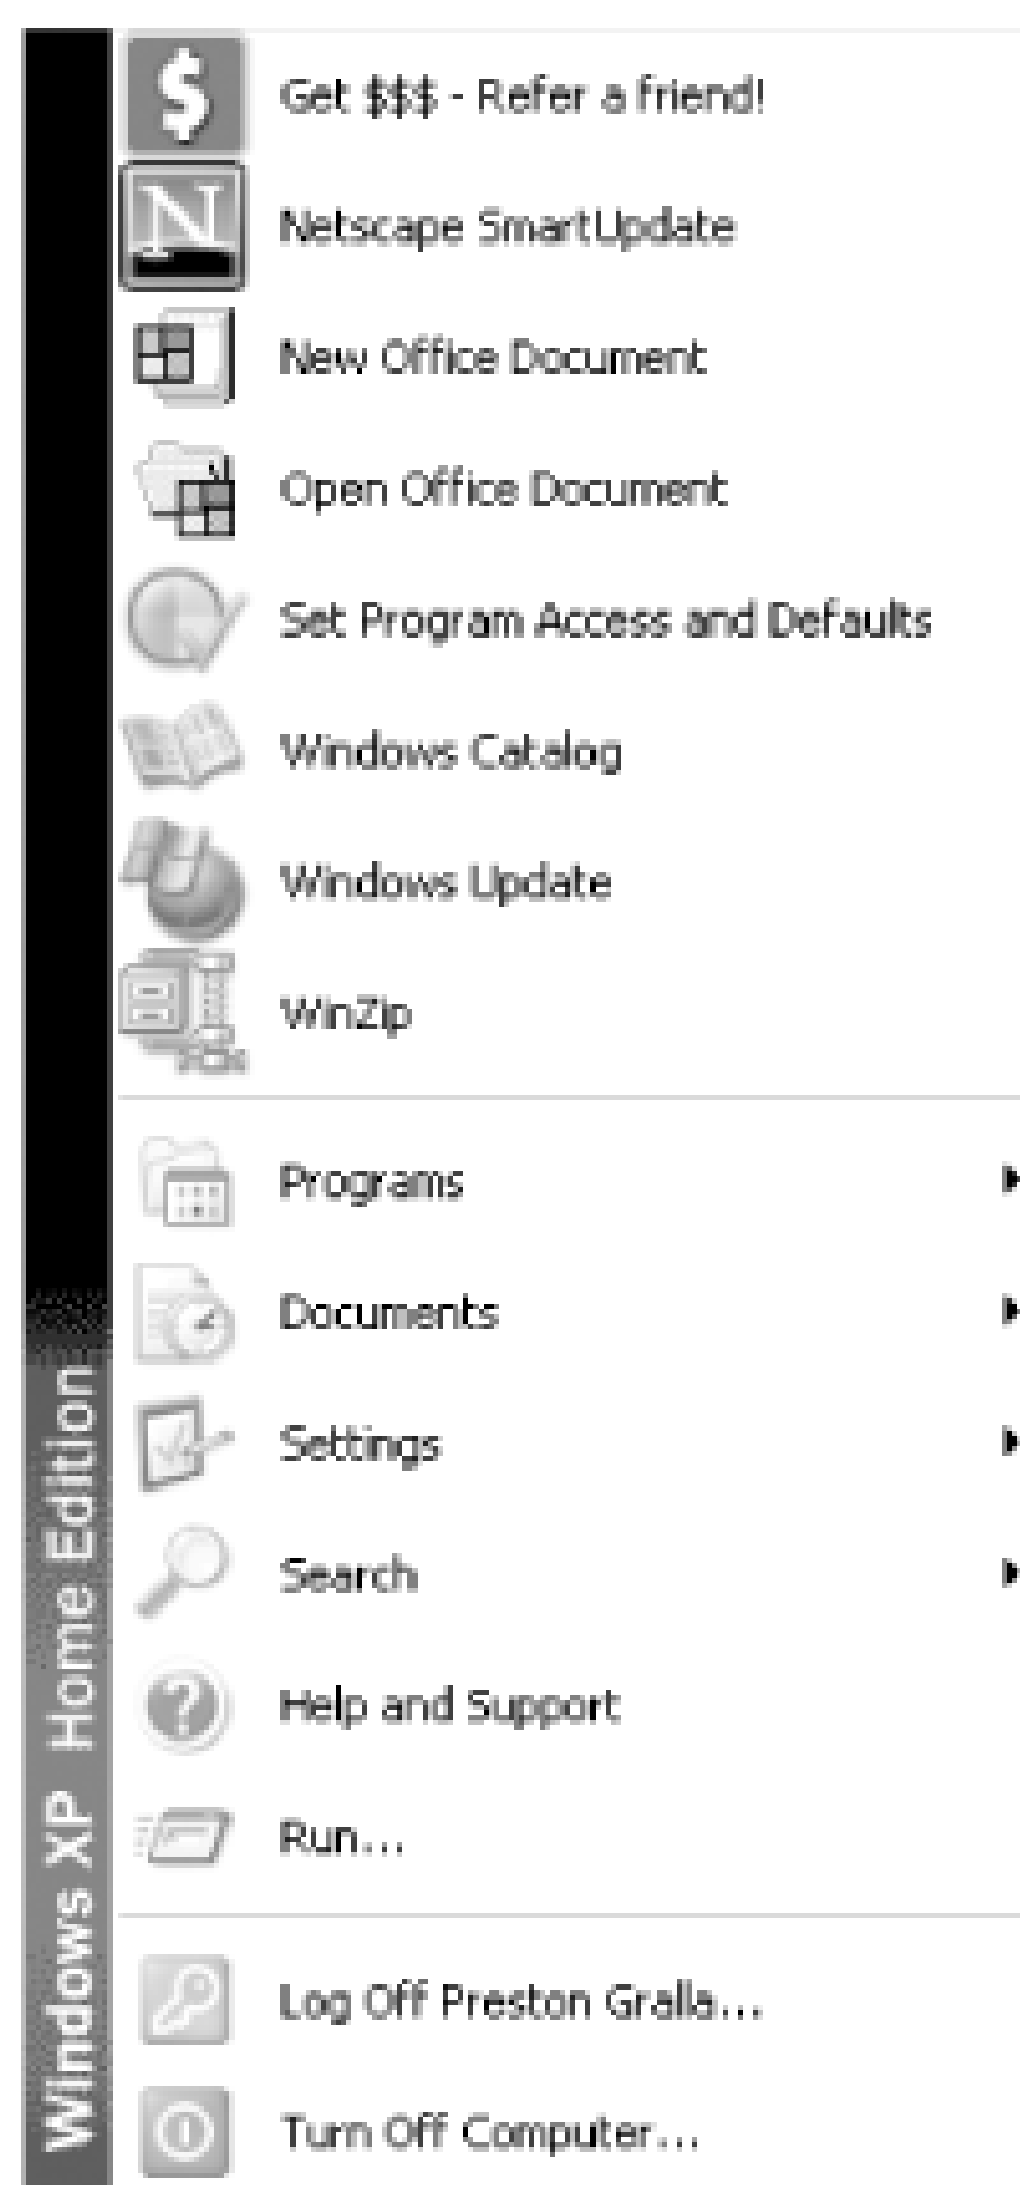 Get $$$ - Refer a friend!
Netscape SmartUpdate
New Office Document
Open Office Document
Set Program Access and Defaults
Windows Catalog
Windows Update
WinZip
Programs
Documents
Settings
Search
Help and Support
Run...
Log Off Preston Gralla...
Turn Off Computer...
Windows XP Home Edition